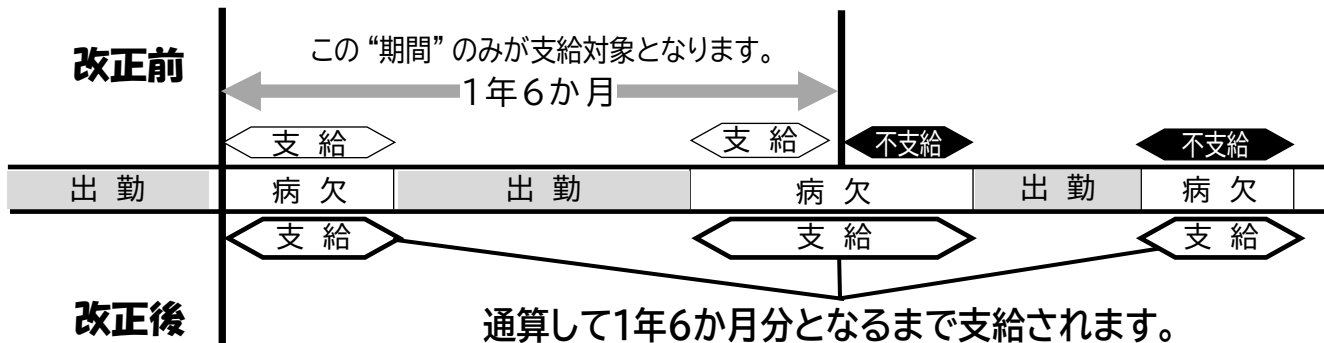 改正前
この“期間”のみが支給対象となります。
1年6か月
支給 支給 不支給 不支給
出勤 病欠 出勤 病欠 出勤 病欠
支給 支給 支給
改正後
通算して1年6か月分となるまで支給されます。